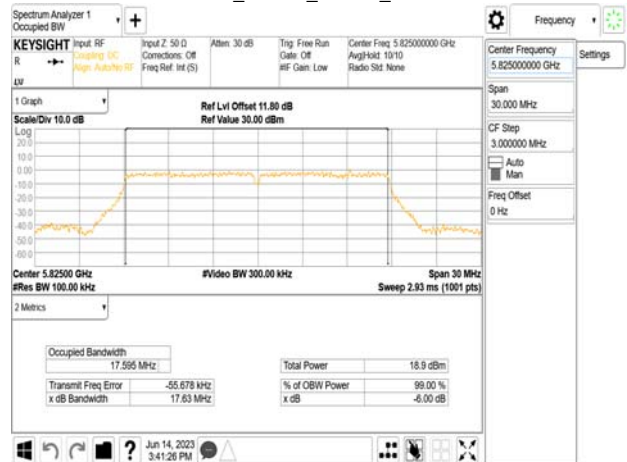 Spectrum Analyzer 1
Occupied BW
Frequency
KEYSIGHT
Input: RF
Coupling: DC
Align: Auto/No RF
Input Z: 50 Ω
Corrections: Off
Freq Ref: Int (S)
Atten: 30 dB
Trig: Free Run
Gate: Off
#IF Gain: Low
Center Freq: 5.825000000 GHz
Avg|Hold: 10/10
Radio Std: None
R
LXI
1 Graph
Scale/Div 10.0 dB
Ref Lvl Offset 11.80 dB
Ref Value 30.00 dBm
Log
20.0
10.0
0.00
-10.0
-20.0
-30.0
-40.0
-50.0
-60.0
Center 5.82500 GHz
#Res BW 100.00 kHz
#Video BW 300.00 kHz
Span 30 MHz
Sweep 2.93 ms (1001 pts)
2 Metrics
Occupied Bandwidth
17.595 MHz
Transmit Freq Error -55.678 kHz
x dB Bandwidth 17.63 MHz
Total Power 18.9 dBm
% of OBW Power 99.00 %
x dB -6.00 dB
Jun 14, 2023
3:41:26 PM
Center Frequency
5.825000000 GHz
Settings
Span
30.000 MHz
CF Step
3.000000 MHz
Auto
Man
Freq Offset
0 Hz